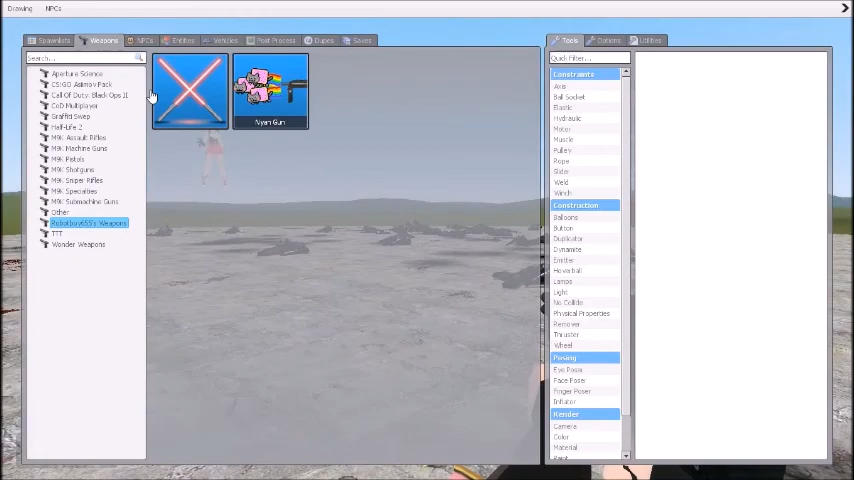 Drawing NPCs
Spawnlists Weapons NPCs Entities Vehicles Post Process Dupes Saves
Search...
Aperture Science
CS:GO Asiimov Pack
Call Of Duty: Black Ops II
CoD Multiplayer
Graffiti Swep
Half-Life 2
M9K Assault Rifles
M9K Machine Guns
M9K Pistols
M9K Shotguns
M9K Sniper Rifles
M9K Specialties
M9K Submachine Guns
Other
Robotboy655's Weapons
TTT
Wonder Weapons
Nyan Gun
Tools Options Utilities
Quick Filter...
Constraints
Axis
Ball Socket
Elastic
Hydraulic
Motor
Muscle
Pulley
Rope
Slider
Weld
Winch
Construction
Balloons
Button
Duplicator
Dynamite
Emitter
Hoverball
Lamps
Light
No Collide
Physical Properties
Remover
Thruster
Wheel
Posing
Eye Poser
Face Poser
Finger Poser
Inflator
Render
Camera
Color
Material
Paint